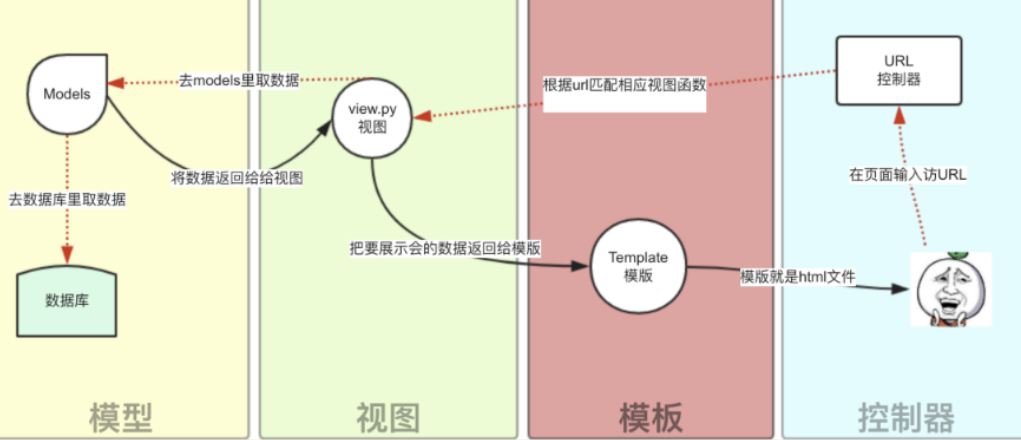 URL
控制器
去models里取数据
根据url匹配相应视图函数
Models
view.py
视图
在页面输入访URL
将数据返回给给视图
去数据库里取数据
把要展示会的数据返回给模版
Template
模版
模版就是html文件
数据库
模型
视图
模板
控制器